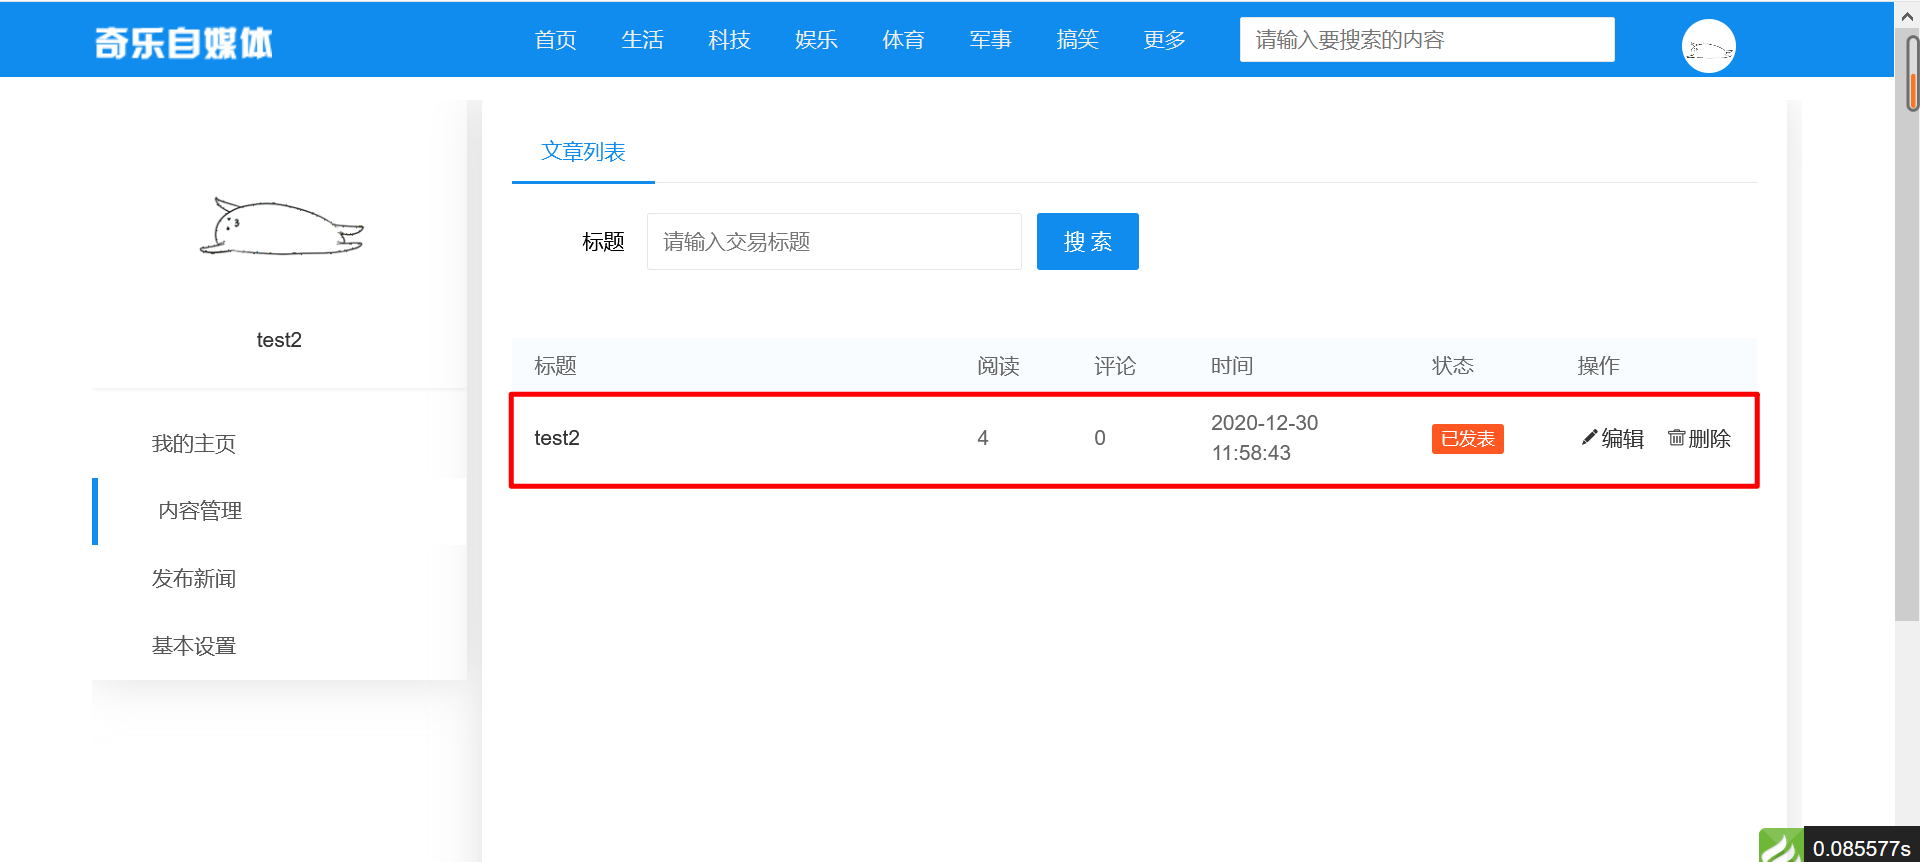 奇乐自媒体
首页 生活 科技 娱乐 体育 军事 搞笑 更多 请输入要搜索的内容
文章列表
标题 请输入交易标题 搜 索
test2
标题 阅读 评论 时间 状态 操作
test2 4 0 2020-12-30 已发表 编辑 删除
11:58:43
我的主页
内容管理
发布新闻
基本设置
0.085577s